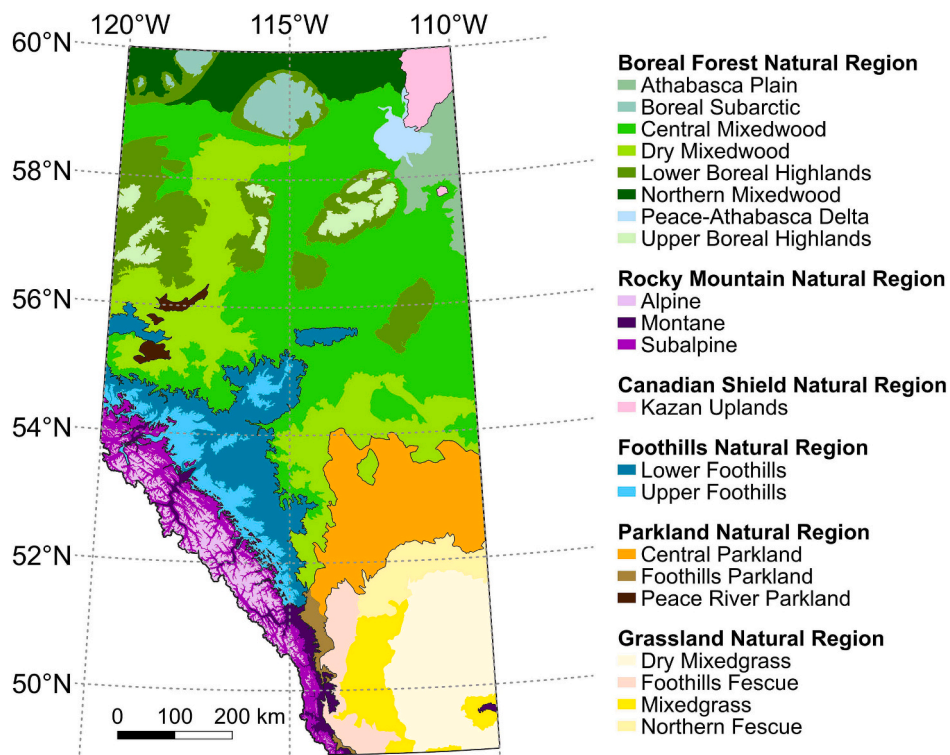 120°W 115°W 110°W
60°N
58°N
56°N
54°N
52°N
50°N
0 100 200 km
Boreal Forest Natural Region
Athabasca Plain
Boreal Subarctic
Central Mixedwood
Dry Mixedwood
Lower Boreal Highlands
Northern Mixedwood
Peace-Athabasca Delta
Upper Boreal Highlands
Rocky Mountain Natural Region
Alpine
Montane
Subalpine
Canadian Shield Natural Region
Kazan Uplands
Foothills Natural Region
Lower Foothills
Upper Foothills
Parkland Natural Region
Central Parkland
Foothills Parkland
Peace River Parkland
Grassland Natural Region
Dry Mixedgrass
Foothills Fescue
Mixedgrass
Northern Fescue